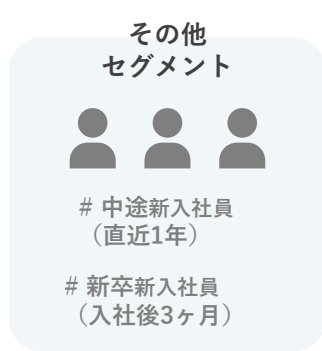 その他
セグメント
# 中途新入社員
（直近1年）
# 新卒新入社員
（入社後3ヶ月）